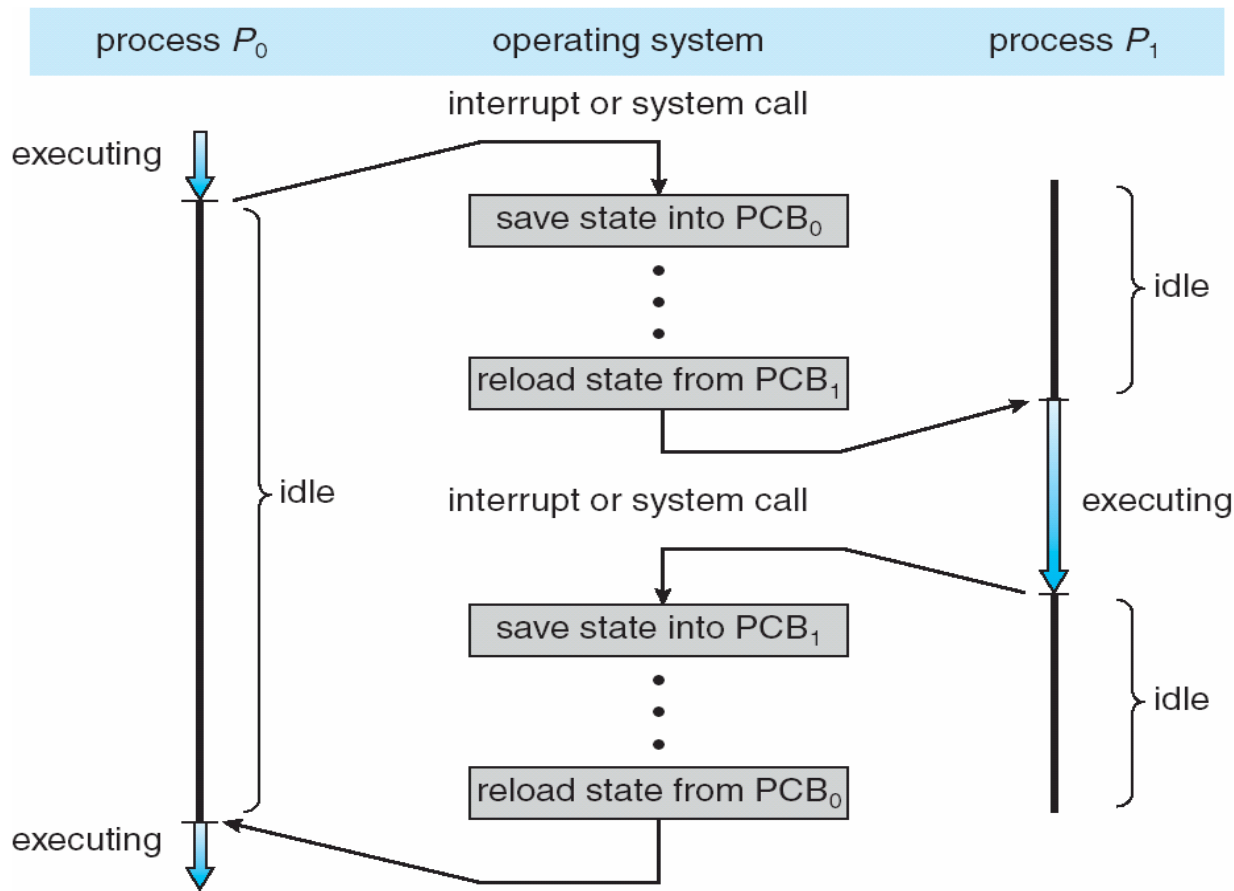 process P₀
operating system
process P₁
interrupt or system call
executing
save state into PCB₀
idle
reload state from PCB₁
idle
interrupt or system call
executing
save state into PCB₁
idle
reload state from PCB₀
executing